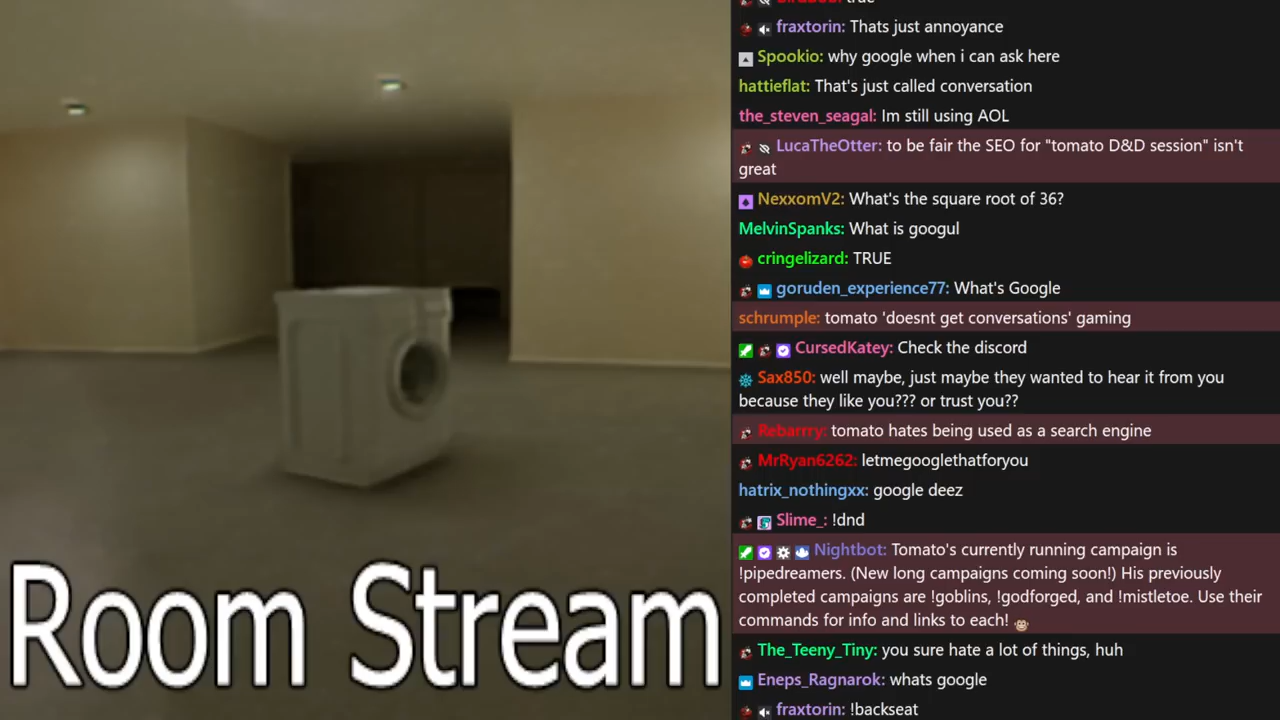 true
fraxtorin: Thats just annoyance
Spookio: why google when i can ask here
hattieflat: That's just called conversation
the_steven_seagal: Im still using AOL
LucaTheOtter: to be fair the SEO for "tomato D&D session" isn't
great
NexxomV2: What's the square root of 36?
MelvinSpanks: What is googul
cringelizard: TRUE
goruden_experience77: What's Google
schrumple: tomato 'doesnt get conversations' gaming
CursedKatey: Check the discord
Sax850: well maybe, just maybe they wanted to hear it from you
because they like you??? or trust you??
Rebarrry: tomato hates being used as a search engine
MrRyan6262: letmegooglethatforyou
hatrix_nothingxx: google deez
Slime_: !dnd
Nightbot: Tomato's currently running campaign is
!pipedreamers. (New long campaigns coming soon!) His previously
completed campaigns are !goblins, !godforged, and !mistletoe. Use their
commands for info and links to each!
The_Teeny_Tiny: you sure hate a lot of things, huh
Eneps_Ragnarok: whats google
fraxtorin: !backseat
Room Stream